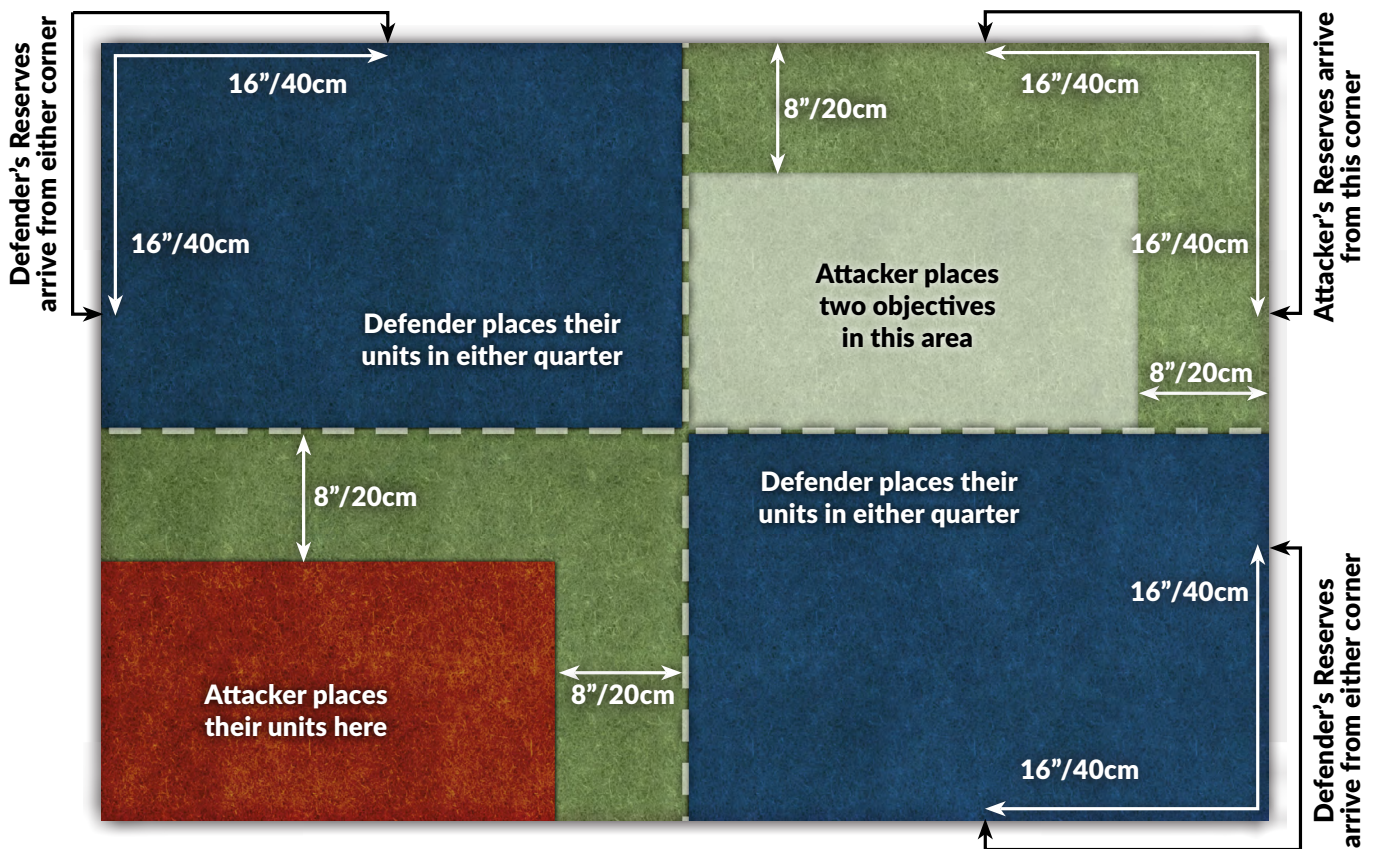 Defender’s Reserves
arrive from either corner
16”/40cm
16”/40cm
Defender places their
units in either quarter
8”/20cm
16”/40cm
16”/40cm
Attacker places
two objectives
in this area
8”/20cm
Attacker’s Reserves arrive
from this corner
8”/20cm
Attacker places
their units here
8”/20cm
Defender places their
units in either quarter
16”/40cm
16”/40cm
Defender’s Reserves
arrive from either corner